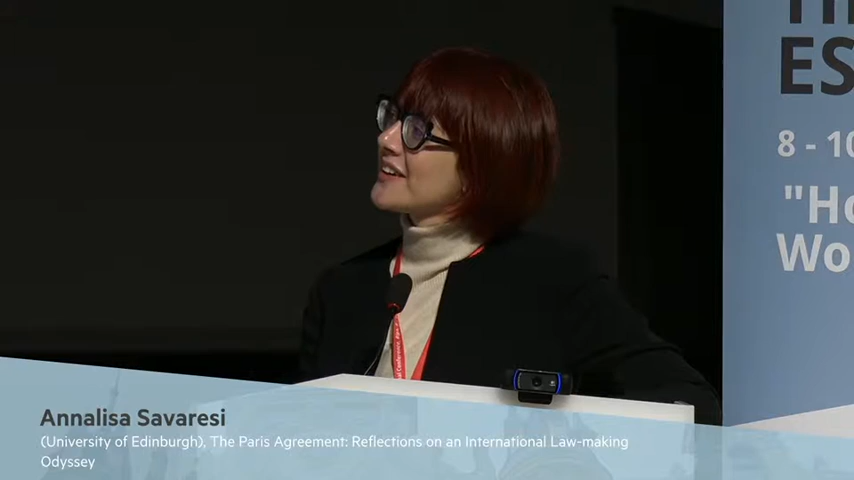 ES
8 - 10
"Ho
Wo
Annalisa Savaresi
(University of Edinburgh), The Paris Agreement: Reflections on an International Law-making
Odyssey